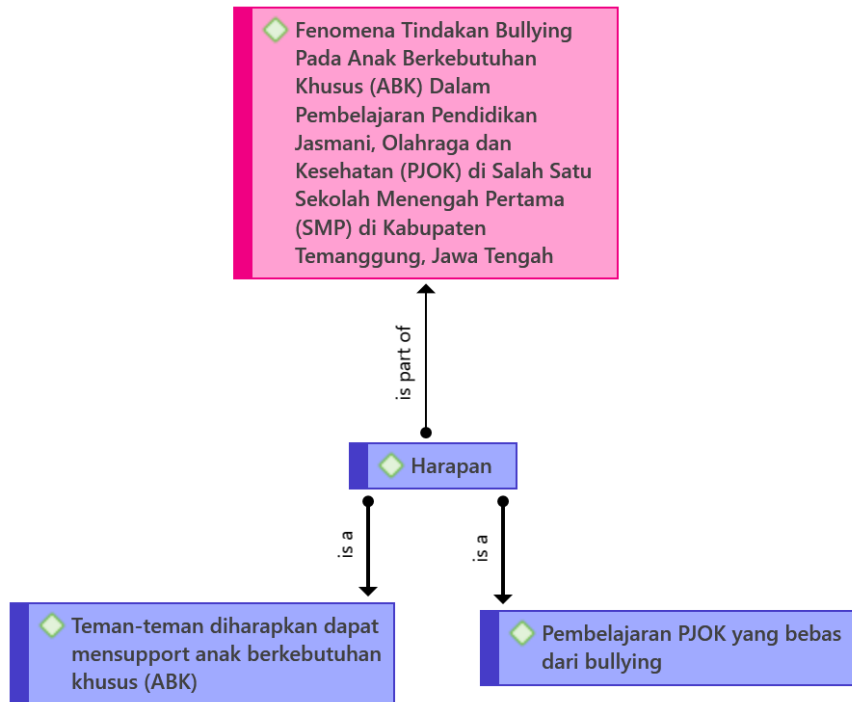 Fenomena Tindakan Bullying
Pada Anak Berkebutuhan
Khusus (ABK) Dalam
Pembelajaran Pendidikan
Jasmani, Olahraga dan
Kesehatan (PJOK) di Salah Satu
Sekolah Menengah Pertama
(SMP) di Kabupaten
Temanggung, Jawa Tengah
is part of
Harapan
is a
is a
Teman-teman diharapkan dapat
mensupport anak berkebutuhan
khusus (ABK)
Pembelajaran PJOK yang bebas
dari bullying